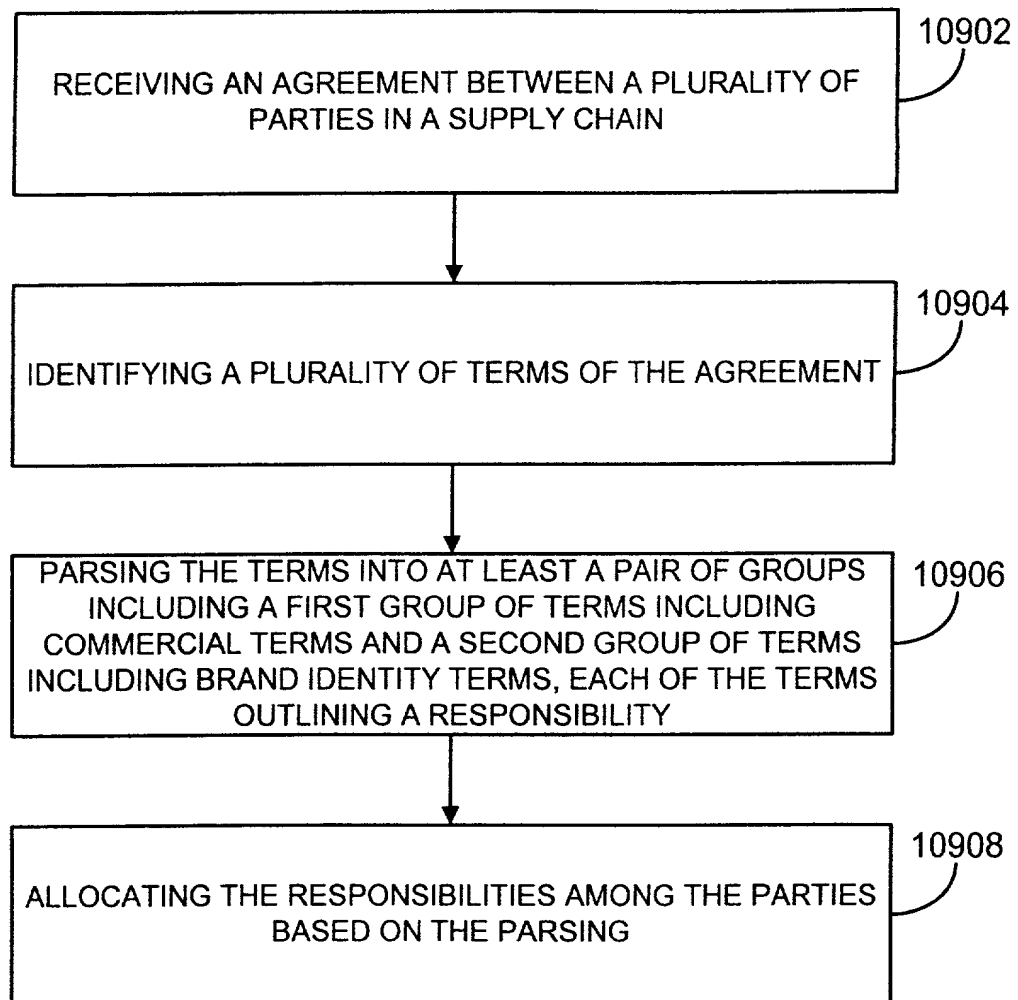 10902
RECEIVING AN AGREEMENT BETWEEN A PLURALITY OF
PARTIES IN A SUPPLY CHAIN
10904
IDENTIFYING A PLURALITY OF TERMS OF THE AGREEMENT
10906
PARSING THE TERMS INTO AT LEAST A PAIR OF GROUPS
INCLUDING A FIRST GROUP OF TERMS INCLUDING
COMMERCIAL TERMS AND A SECOND GROUP OF TERMS
INCLUDING BRAND IDENTITY TERMS, EACH OF THE TERMS
OUTLINING A RESPONSIBILITY
10908
ALLOCATING THE RESPONSIBILITIES AMONG THE PARTIES
BASED ON THE PARSING